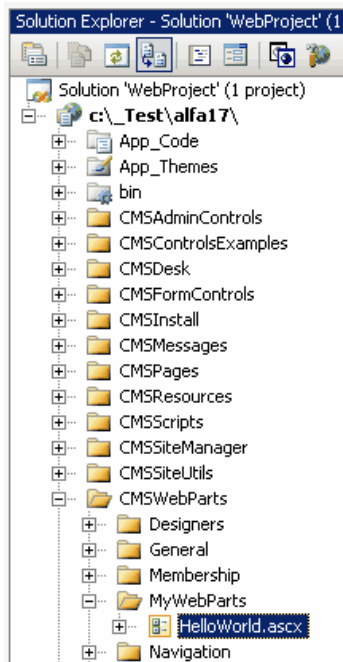 Solution Explorer - Solution 'WebProject' (1
Solution 'WebProject' (1 project)
c:\_Test\alfa17\
App_Code
App_Themes
bin
CMSAdminControls
CMSControlsExamples
CMSDesk
CMSFormControls
CMSInstall
CMSMessages
CMSPages
CMSResources
CMSScripts
CMSSiteManager
CMSSiteUtils
CMSWebParts
Designers
General
Membership
MyWebParts
HelloWorld.ascx
Navigation